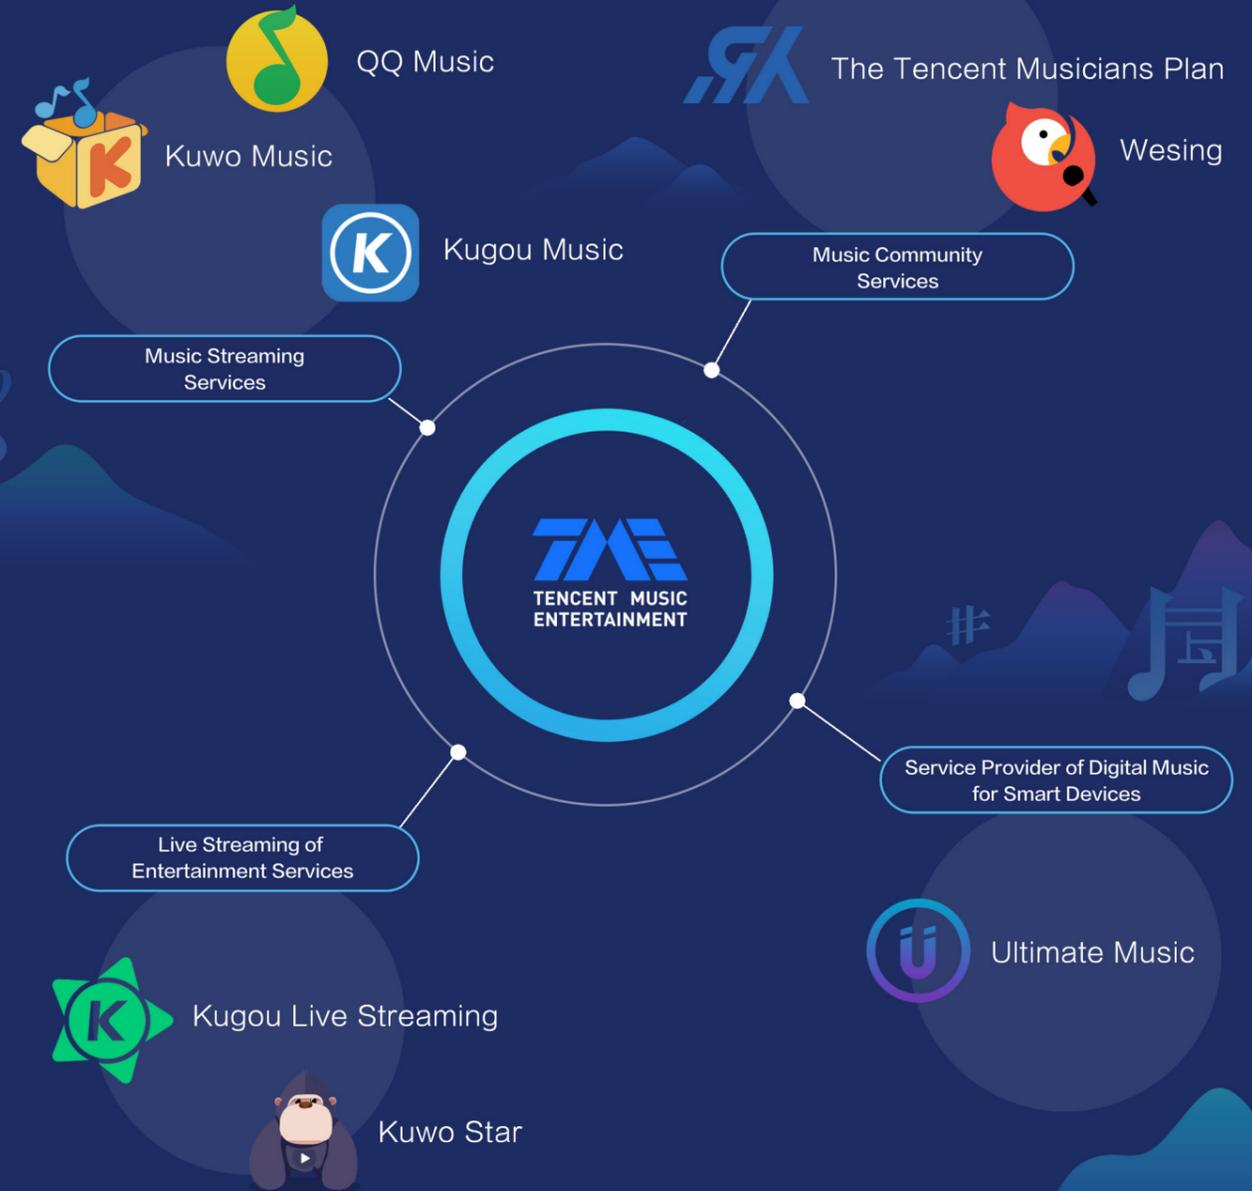 QQ Music
The Tencent Musicians Plan
Kuwo Music
Wesing
Kugou Music
Music Community
Services
Music Streaming
Services
TME
TENCENT MUSIC
ENTERTAINMENT
Service Provider of Digital Music
for Smart Devices
Live Streaming of
Entertainment Services
Ultimate Music
Kugou Live Streaming
Kuwo Star